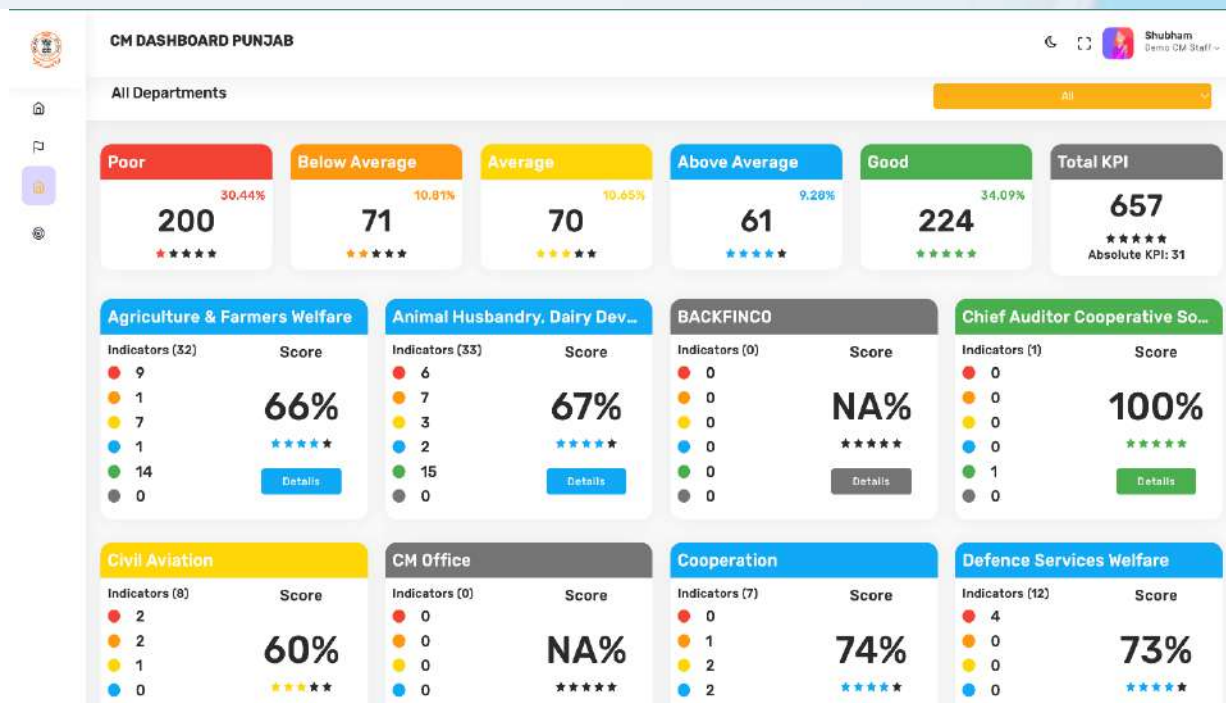 CM DASHBOARD PUNJAB
Shubham
Demo CM Staff
All Departments
All
Poor
30.44%
200
Below Average
10.81%
71
Average
10.65%
70
Above Average
9.28%
61
Good
34.09%
224
Total KPI
657
Absolute KPI: 31
Agriculture & Farmers Welfare
Indicators (32)
Score
9
1
7
1
14
0
66%
Details
Animal Husbandry, Dairy Dev...
Indicators (33)
Score
6
7
3
2
15
0
67%
Details
BACKFINCO
Indicators (0)
Score
0
0
0
0
0
0
NA%
Details
Chief Auditor Cooperative So...
Indicators (1)
Score
0
0
0
0
1
0
100%
Details
Civil Aviation
Indicators (8)
Score
2
2
1
0
60%
CM Office
Indicators (0)
Score
0
0
0
0
NA%
Cooperation
Indicators (7)
Score
0
1
2
2
74%
Defence Services Welfare
Indicators (12)
Score
4
0
0
0
73%